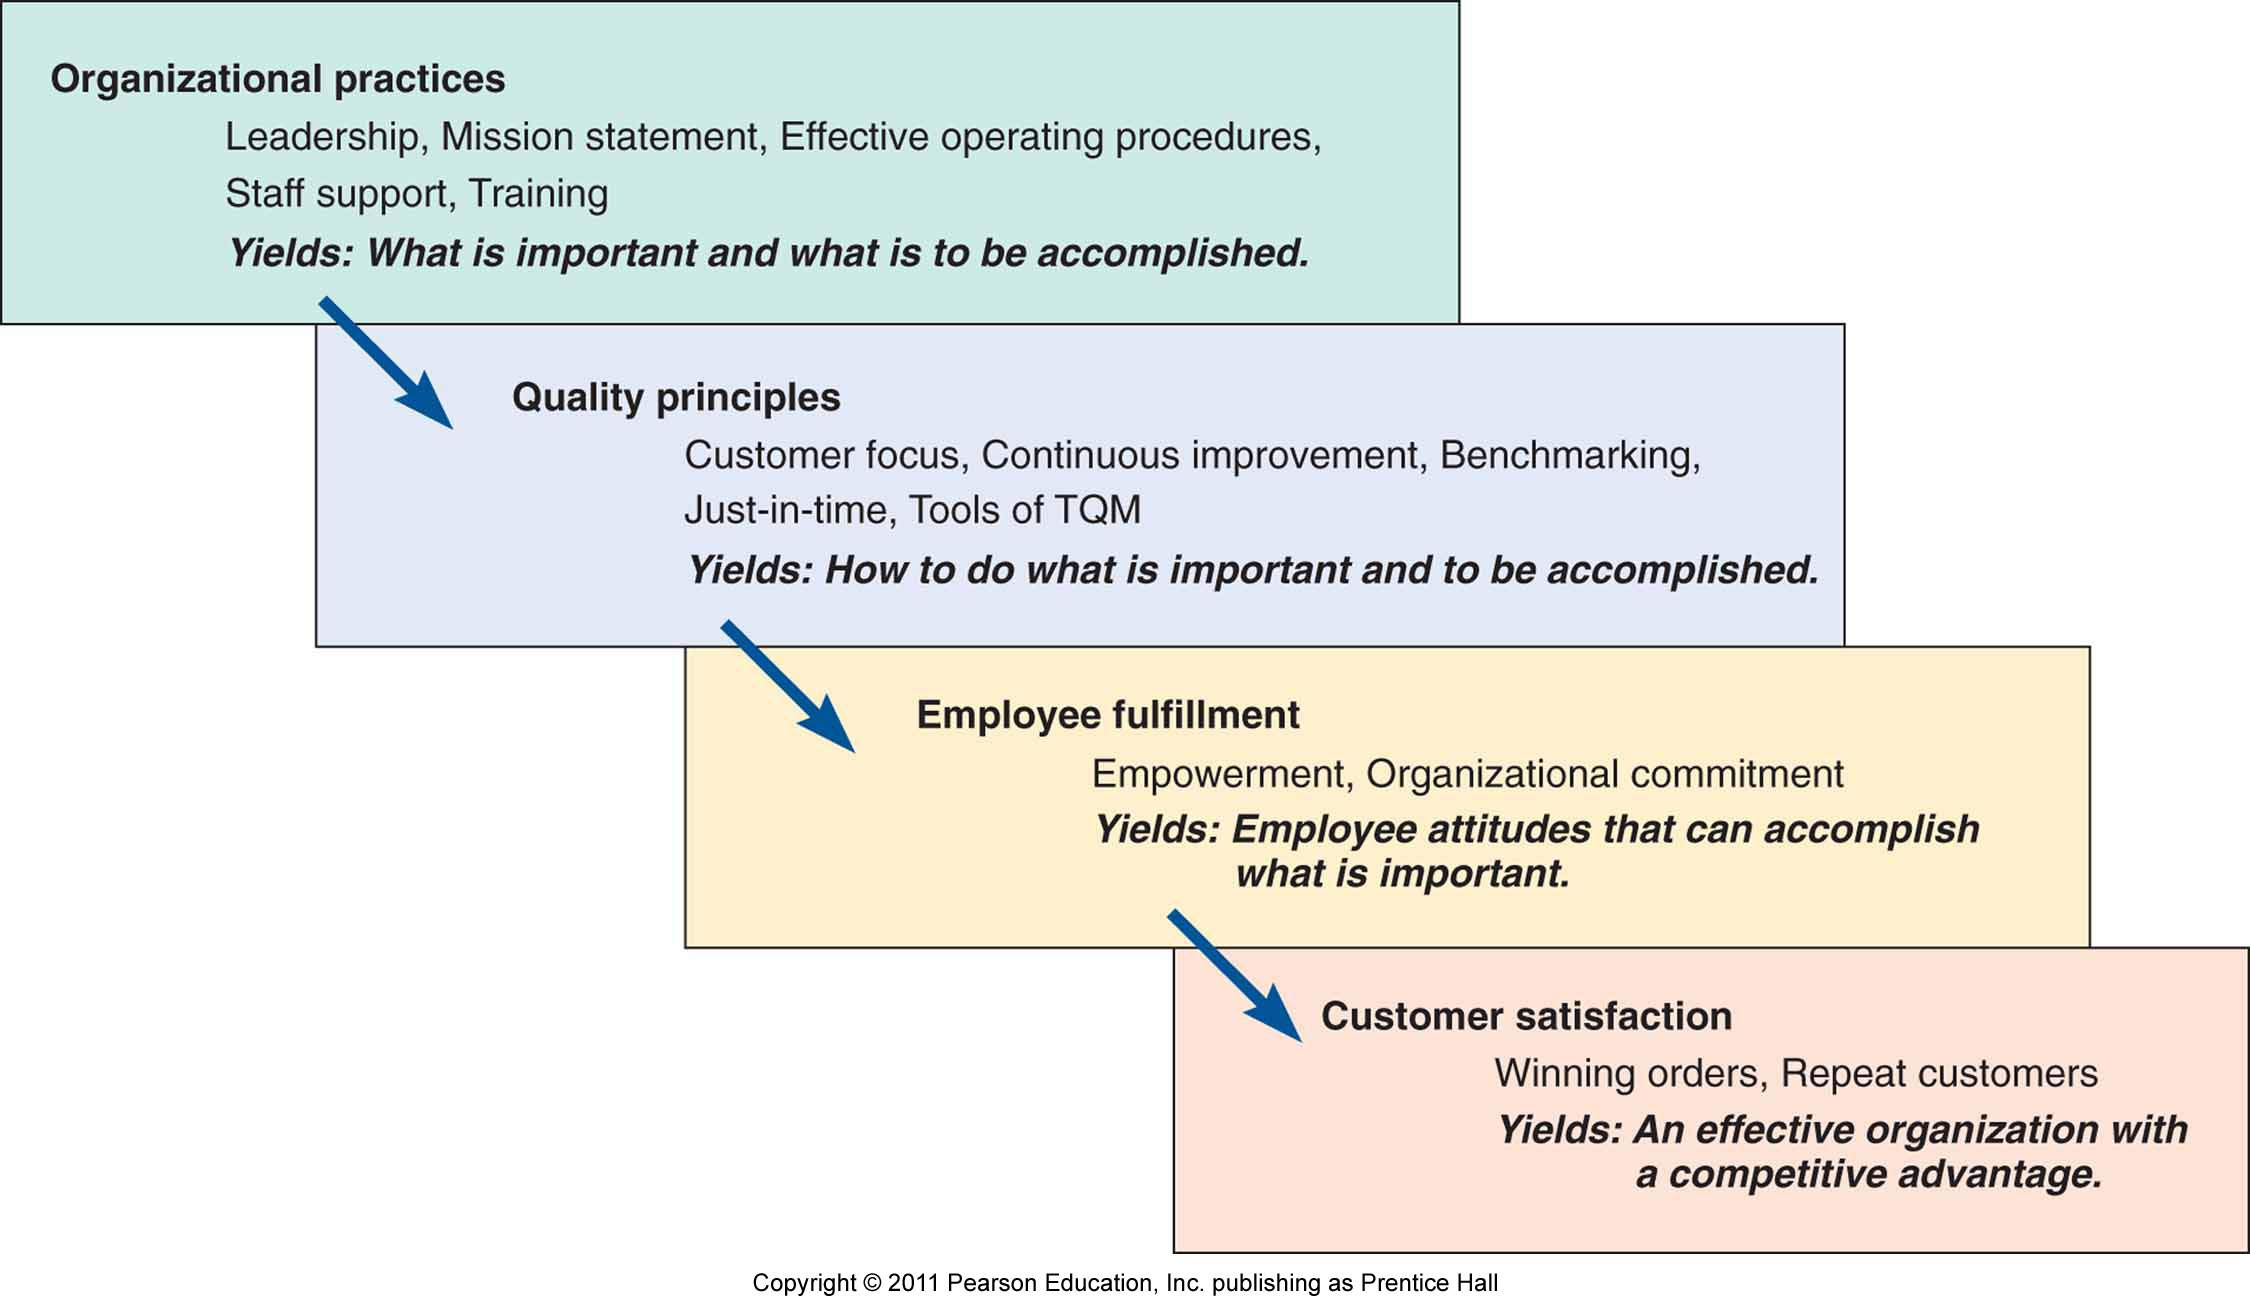 Organizational practices
Leadership, Mission statement, Effective operating procedures,
Staff support, Training
Yields: What is important and what is to be accomplished.
Quality principles
Customer focus, Continuous improvement, Benchmarking,
Just-in-time, Tools of TQM
Yields: How to do what is important and to be accomplished.
Employee fulfillment
Empowerment, Organizational commitment
Yields: Employee attitudes that can accomplish
what is important.
Customer satisfaction
Winning orders, Repeat customers
Yields: An effective organization with
a competitive advantage.
Copyright © 2011 Pearson Education, Inc. publishing as Prentice Hall